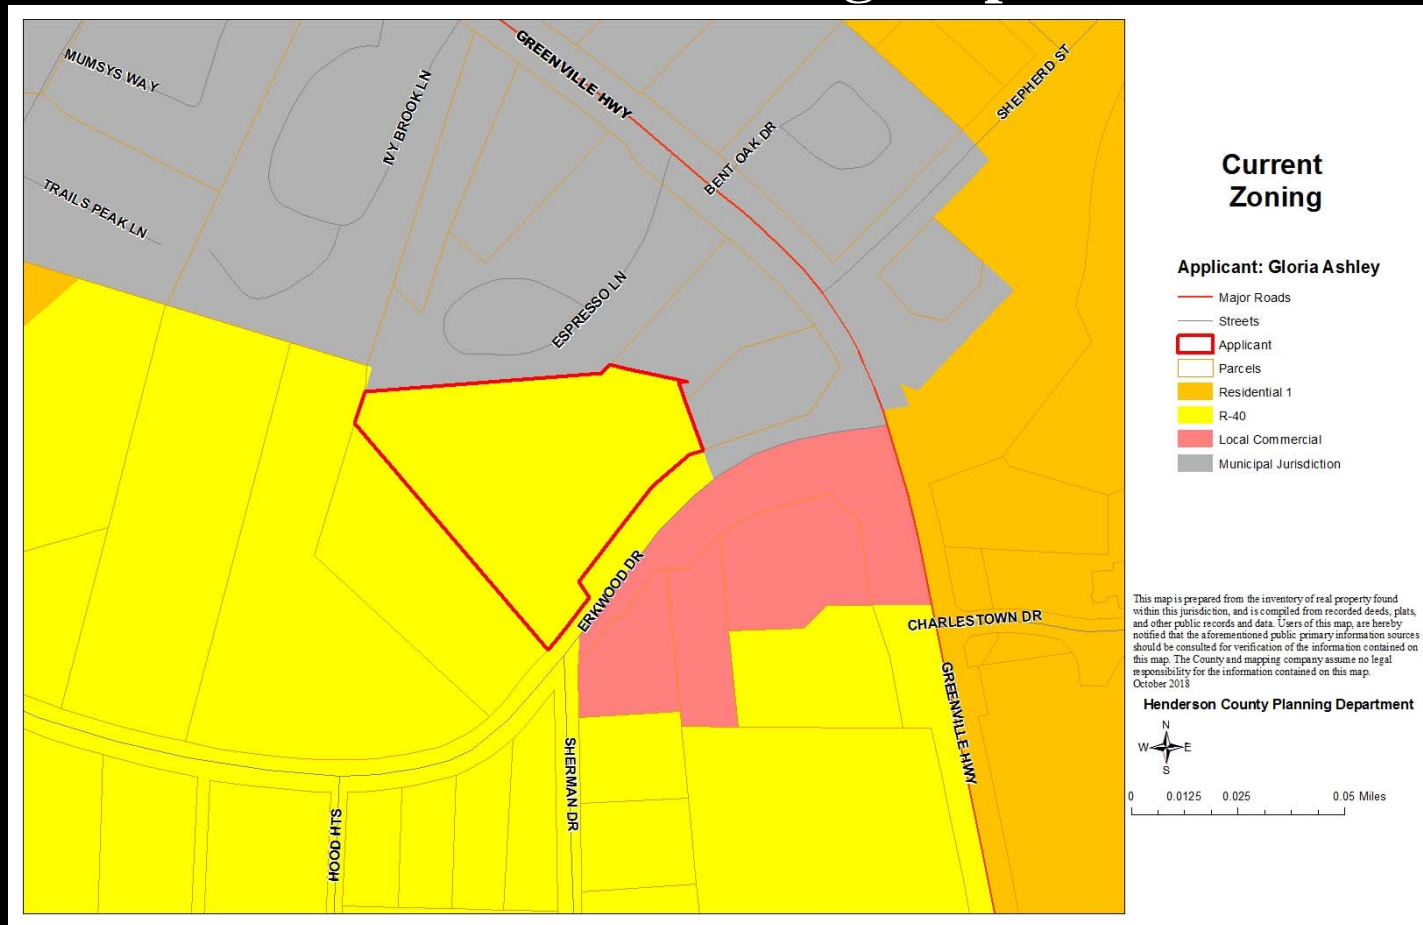 MUMSYS WAY
TRAILS PEAK LN
IVY BROOK LN
GREENVILLE HWY
BENT OAK DR
SHEPHERD ST
ESPRESSO LN
ERKWOOD DR
CHARLESTOWN DR
GREENVILLE HWY
SHERMAN DR
HOOD HTS
Current
Zoning
Applicant: Gloria Ashley
Major Roads
Streets
Applicant
Parcels
Residential 1
R-40
Local Commercial
Municipal Jurisdiction
This map is prepared from the inventory of real property found
within this jurisdiction, and is compiled from recorded deeds, plats,
and other public records and data. Users of this map, are hereby
notified that the aforementioned public primary information sources
should be consulted for verification of the information contained on
this map. The County and mapping company assume no legal
responsibility for the information contained on this map.
October 2018
Henderson County Planning Department
N
W E
S
0 0.0125 0.025 0.05 Miles